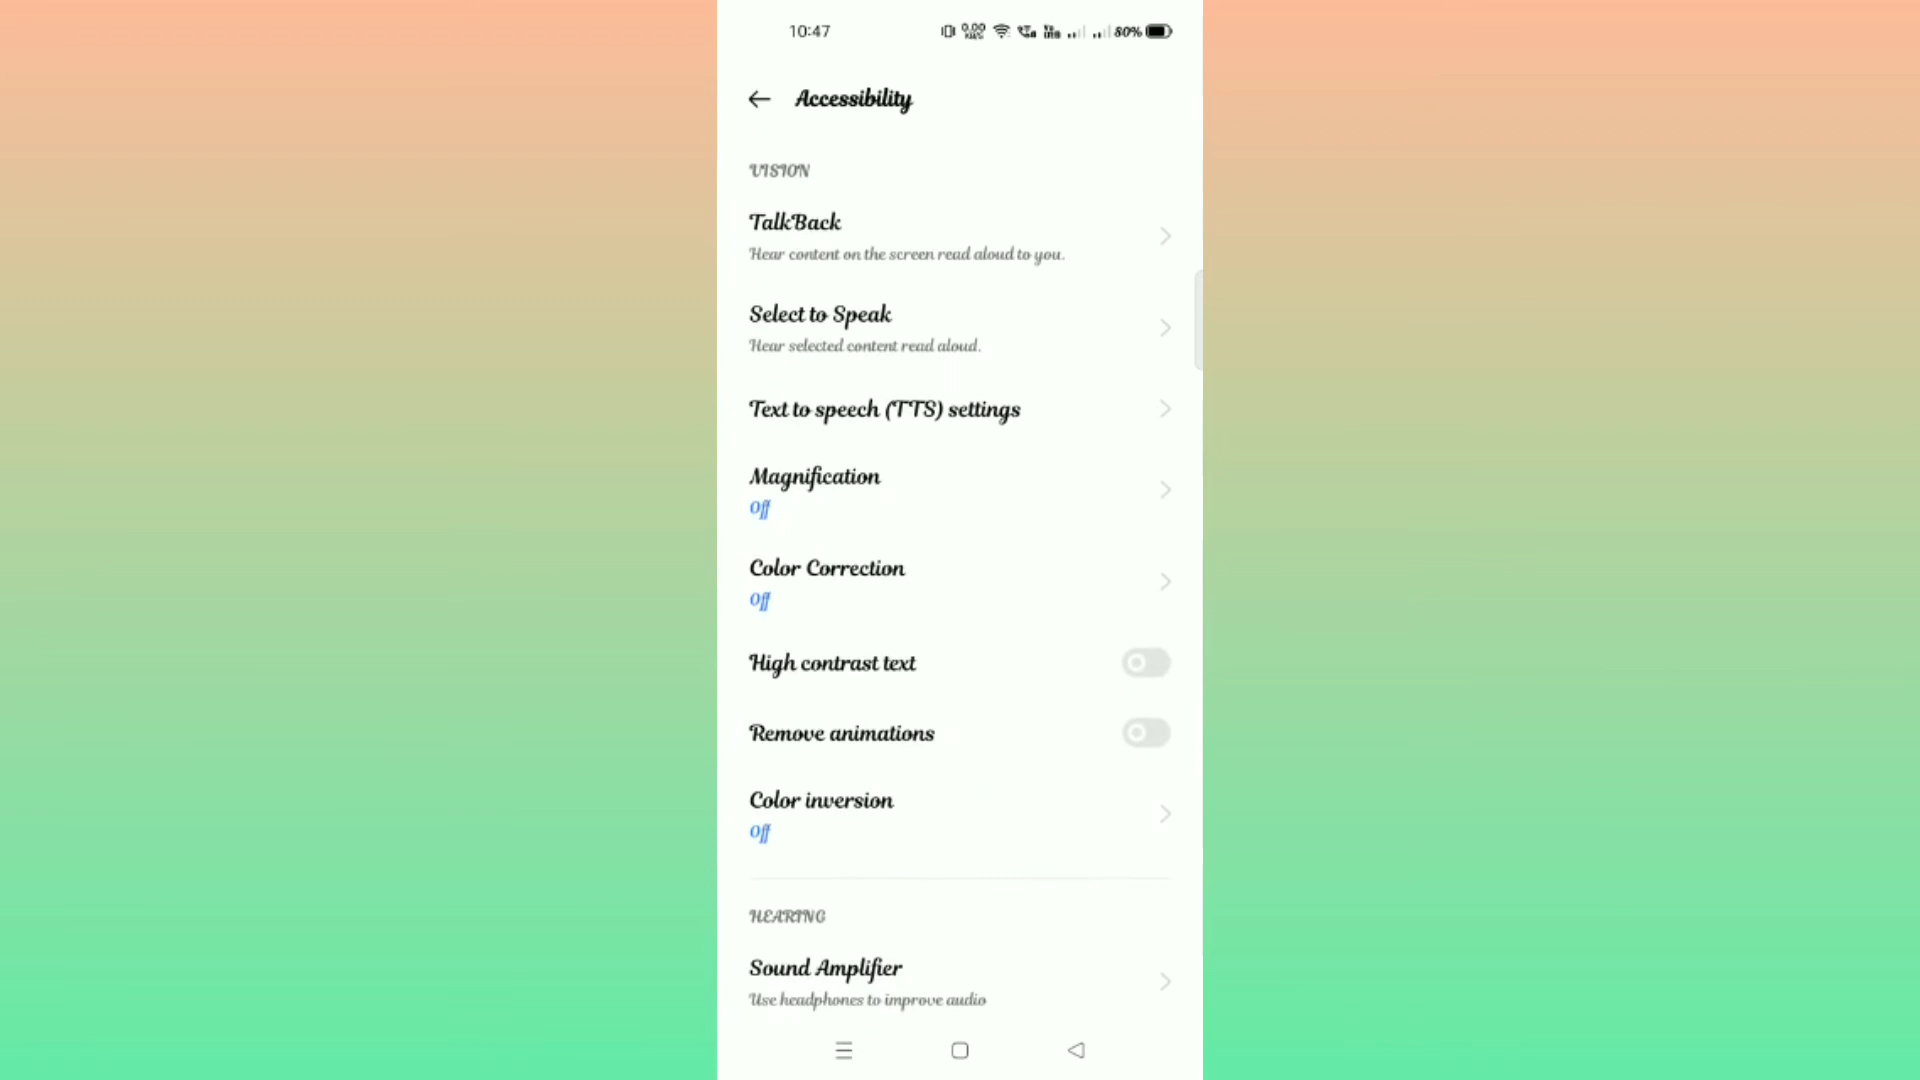 10:47
80%
Accessibility
VISION
TalkBack
Hear content on the screen read aloud to you.
Select to Speak
Hear selected content read aloud.
Text to speech (TTS) settings
Magnification
Off
Color Correction
Off
High contrast text
Remove animations
Color inversion
Off
HEARING
Sound Amplifier
Use headphones to improve audio